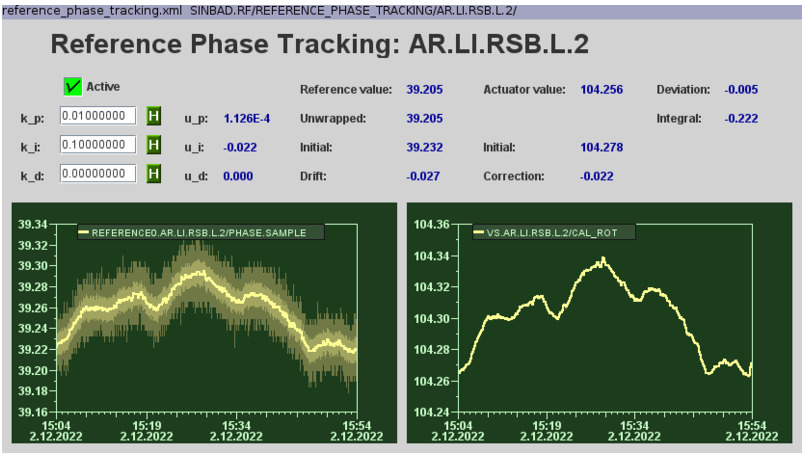 reference_phase_tracking.xml SINBAD.RF/REFERENCE_PHASE_TRACKING/AR.LI.RSB.L.2/
Reference Phase Tracking: AR.LI.RSB.L.2
Active
Reference value: 39.205 Actuator value: 104.256 Deviation: -0.005
k_p: 0.01000000 H u_p: 1.126E-4 Unwrapped: 39.205 Integral: -0.222
k_i: 0.10000000 H u_i: -0.022 Initial: 39.232 Initial: 104.278
k_d: 0.00000000 H u_d: 0.000 Drift: -0.027 Correction: -0.022
REFERENCE0.AR.LI.RSB.L.2/PHASE.SAMPLE
39.34
39.32
39.30
39.28
39.26
39.24
39.22
39.20
39.18
39.16
15:04 15:19 15:34 15:54
2.12.2022 2.12.2022 2.12.2022 2.12.2022
VS.AR.LI.RSB.L.2/CAL_ROT
104.36
104.34
104.32
104.30
104.28
104.26
104.24
15:04 15:19 15:34 15:54
2.12.2022 2.12.2022 2.12.2022 2.12.2022